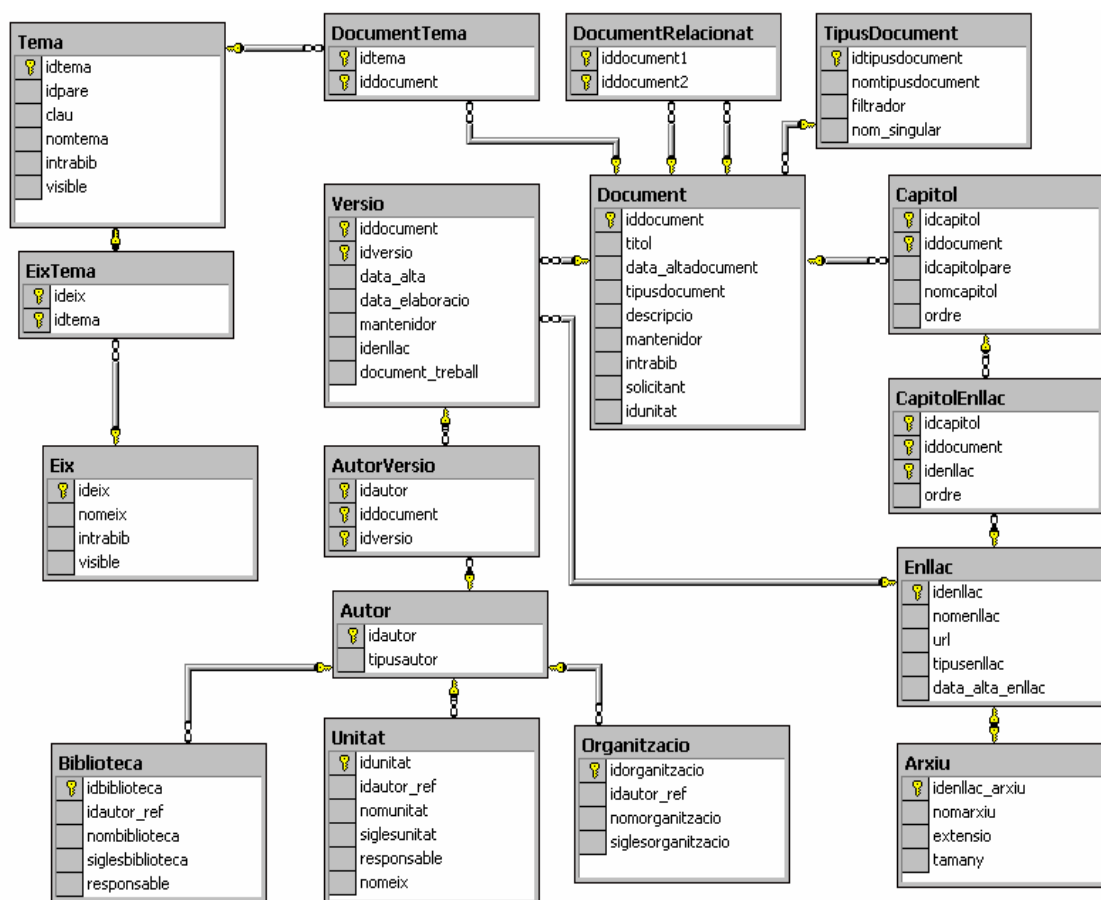 Tema
idtema
idpare
clau
nomtema
intrabib
visible
DocumentTema
idtema
iddocument
DocumentRelacionat
iddocument1
iddocument2
TipusDocument
idtipusdocument
nomtipusdocument
filtrador
nom_singular
EixTema
ideix
idtema
Versio
iddocument
idversio
data_alta
data_elaboracio
mantenidor
idenllac
document_treball
Document
iddocument
titol
data_altadocument
tipusdocument
descripcio
mantenidor
intrabib
solicitant
idunitat
Capitol
idcapitol
iddocument
idcapitolpare
nomcapitol
ordre
CapitolEnllac
idcapitol
iddocument
idenllac
ordre
Eix
ideix
nomeix
intrabib
visible
AutorVersio
idautor
iddocument
idversio
Enllac
idenllac
nomenllac
url
tipusenllac
data_alta_enllac
Autor
idautor
tipusautor
Biblioteca
idbiblioteca
idautor_ref
nombiblioteca
siglesbiblioteca
responsable
Unitat
idunitat
idautor_ref
nomunitat
siglesunitat
responsable
nomeix
Organitzacio
idorganitzacio
idautor_ref
nomorganitzacio
siglesorganitzacio
Arxiu
idenllac_arxiu
nomarxiu
extensio
tamany